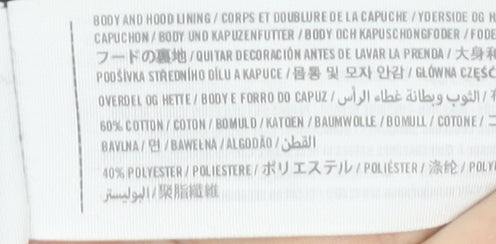 BODY AND HOOD LINING / CORPS ET DOUBLURE DE LA CAPUCHE / YDERSIDE OG H
CAPUCHON / BODY UND KAPUZENFUTTER / BODY OCH KAPUSCHONGFODER / FODE
フードの裏地 / QUITAR DECORACIÓN ANTES DE LAVAR LA PRENDA / 大身和
PODŠÍVKA STŘEDNÍHO DÍLU A KAPUCE / 몸통 및 모자 안감 / GŁÓWNA CZĘŚĆ
OVERDEL OG HETTE / BODY E FORRO DO CAPUZ / الثوب وبطانة غطاء الرأس /
60% COTTON / COTON / BOMULD / KATOEN / BAUMWOLLE / BOMULL / COTONE / コ
BAVLNA / 면 / BAWEŁNA / ALGODÃO / القطن
40% POLYESTER / POLIESTERE / ポリエステル / POLIÉSTER / 涤纶 / POLY
البوليستر / 聚脂纖維